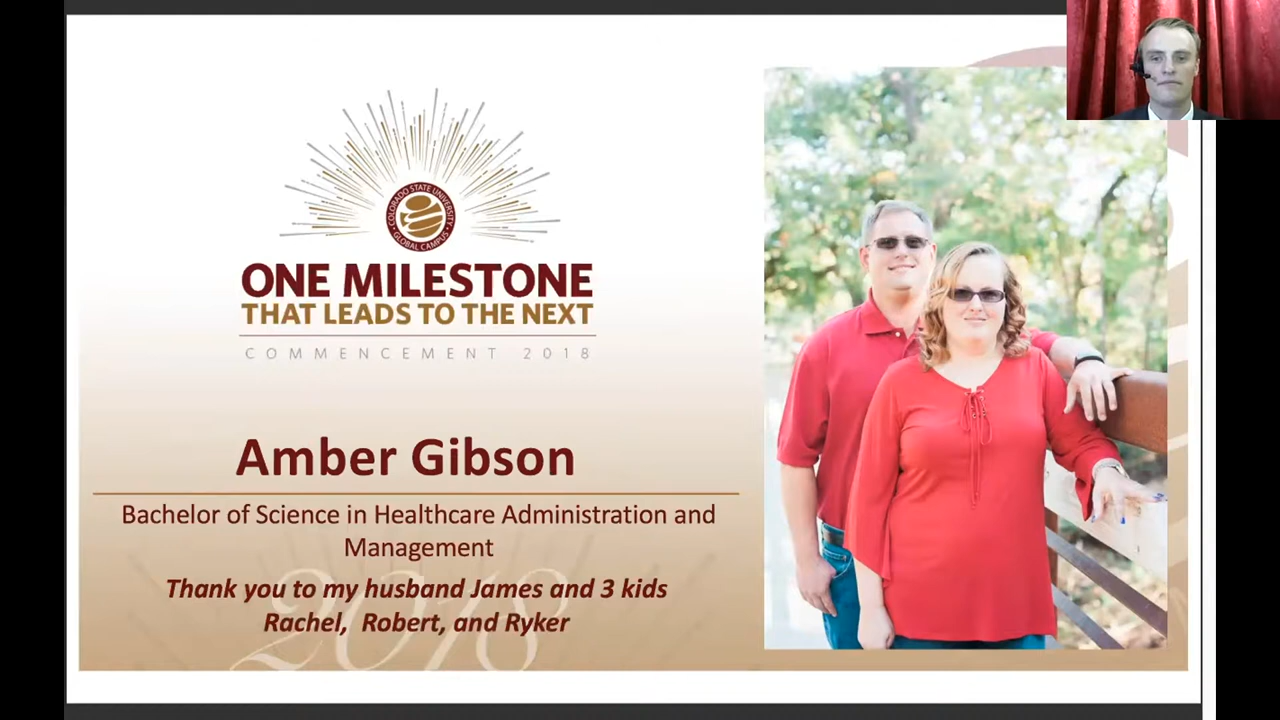 COLORADO STATE UNIVERSITY
GLOBAL CAMPUS
ONE MILESTONE
THAT LEADS TO THE NEXT
COMMENCEMENT 2018
Amber Gibson
Bachelor of Science in Healthcare Administration and
Management
Thank you to my husband James and 3 kids
Rachel, Robert, and Ryker
2018